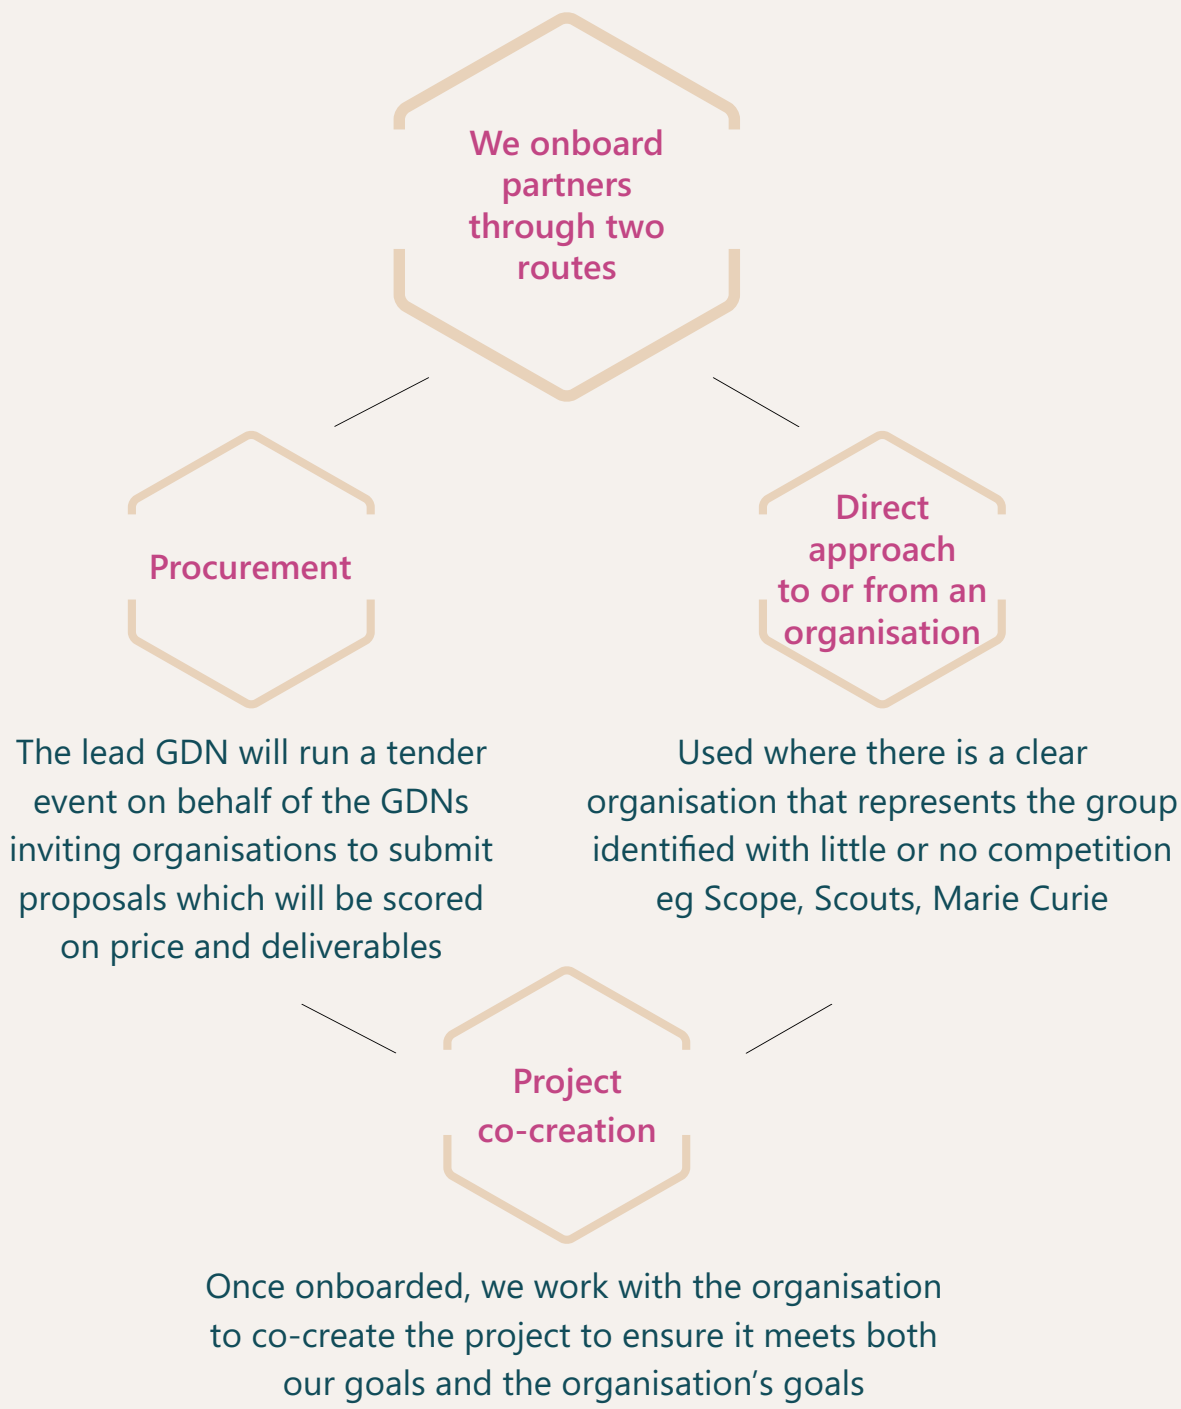 We onboard
partners
through two
routes
Procurement
Direct
approach
to or from an
organisation
The lead GDN will run a tender
event on behalf of the GDNs
inviting organisations to submit
proposals which will be scored
on price and deliverables
Used where there is a clear
organisation that represents the group
identified with little or no competition
eg Scope, Scouts, Marie Curie
Project
co-creation
Once onboarded, we work with the organisation
to co-create the project to ensure it meets both
our goals and the organisation’s goals